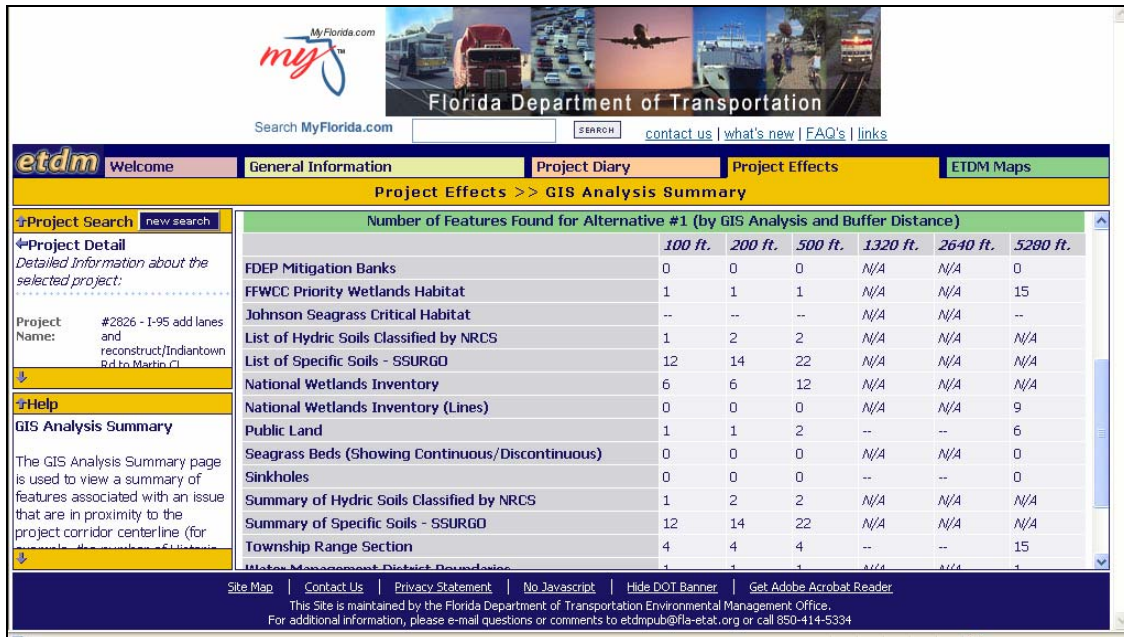 MyFlorida.com
my TM
Florida Department of Transportation
Search MyFlorida.com SEARCH contact us | what's new | FAQ's | links
etdm Welcome General Information Project Diary Project Effects ETDM Maps
Project Effects >> GIS Analysis Summary
Project Search new search
Project Detail
Detailed Information about the
selected project:
Project Name: #2826 - I-95 add lanes
and
reconstruct/Indiantown
Rd to Martin CL
Help
GIS Analysis Summary
The GIS Analysis Summary page
is used to view a summary of
features associated with an issue
that are in proximity to the
project corridor centerline (for
Number of Features Found for Alternative #1 (by GIS Analysis and Buffer Distance)
100 ft. 200 ft. 500 ft. 1320 ft. 2640 ft. 5280 ft.
FDEP Mitigation Banks 0 0 0 N/A N/A 0
FFWCC Priority Wetlands Habitat 1 1 1 N/A N/A 15
Johnson Seagrass Critical Habitat -- -- -- N/A N/A --
List of Hydric Soils Classified by NRCS 1 2 2 N/A N/A N/A
List of Specific Soils - SSURGO 12 14 22 N/A N/A N/A
National Wetlands Inventory 6 6 12 N/A N/A N/A
National Wetlands Inventory (Lines) 0 0 0 N/A N/A 9
Public Land 1 1 2 -- -- 6
Seagrass Beds (Showing Continuous/Discontinuous) 0 0 0 N/A N/A 0
Sinkholes 0 0 0 -- -- 0
Summary of Hydric Soils Classified by NRCS 1 2 2 N/A N/A N/A
Summary of Specific Soils - SSURGO 12 14 22 N/A N/A N/A
Township Range Section 4 4 4 -- -- 15
Water Management District Boundaries 1 1 1 N/A N/A 1
Site Map | Contact Us | Privacy Statement | No Javascript | Hide DOT Banner | Get Adobe Acrobat Reader
This Site is maintained by the Florida Department of Transportation Environmental Management Office.
For additional information, please e-mail questions or comments to etdmpub@fla-etat.org or call 850-414-5334